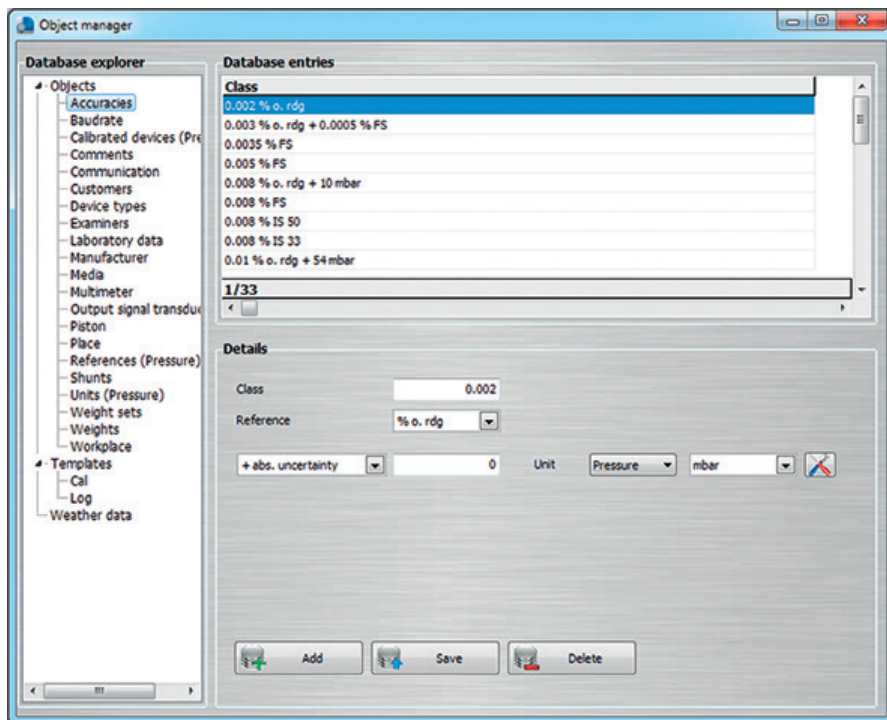 Object manager
Database explorer
Objects
Accuracies
Baudrate
Calibrated devices (Pre
Comments
Communication
Customers
Device types
Examiners
Laboratory data
Manufacturer
Media
Multimeter
Output signal transduc
Piston
Place
References (Pressure)
Shunts
Units (Pressure)
Weight sets
Weights
Workplace
Templates
Cal
Log
Weather data
Database entries
Class
0.002 % o. rdg
0.003 % o. rdg + 0.0005 % FS
0.0035 % FS
0.005 % FS
0.008 % o. rdg + 10 mbar
0.008 % FS
0.008 % IS 50
0.008 % IS 33
0.01 % o. rdg + 54 mbar
1/33
Details
Class 0.002
Reference % o. rdg
+ abs. uncertainty 0 Unit Pressure mbar
Add Save Delete